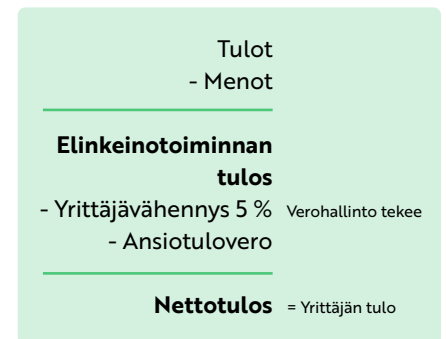 Tulot
- Menot
Elinkeinotoiminnan
tulos
- Yrittäjävähennys 5 % Verohallinto tekee
- Ansiotulovero
Nettotulos = Yrittäjän tulo